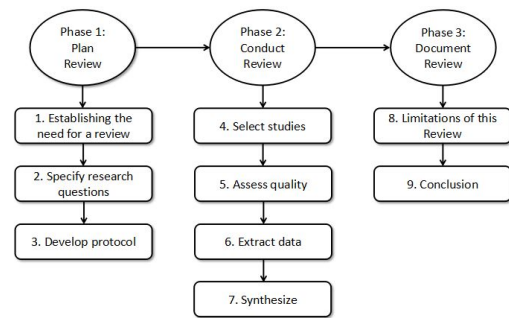 Phase 1:
Plan
Review
Phase 2:
Conduct
Review
Phase 3:
Document
Review
1. Establishing the
need for a review
2. Specify research
questions
3. Develop protocol
4. Select studies
5. Assess quality
6. Extract data
7. Synthesize
8. Limitations of this
Review
9. Conclusion